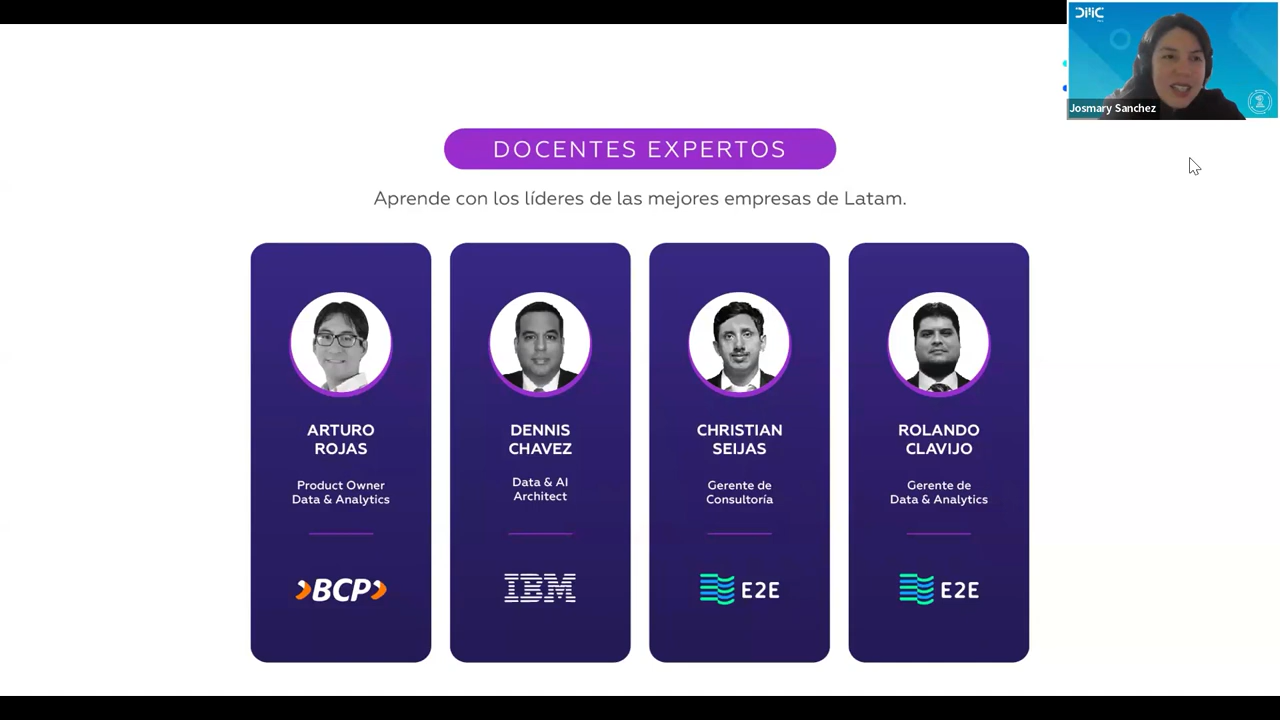 DMC
Josmary Sanchez
DOCENTES EXPERTOS
Aprende con los líderes de las mejores empresas de Latam.
ARTURO
ROJAS
Product Owner
Data & Analytics
BCP
DENNIS
CHAVEZ
Data & AI
Architect
IBM
CHRISTIAN
SEIJAS
Gerente de
Consultoría
E2E
ROLANDO
CLAVIJO
Gerente de
Data & Analytics
E2E